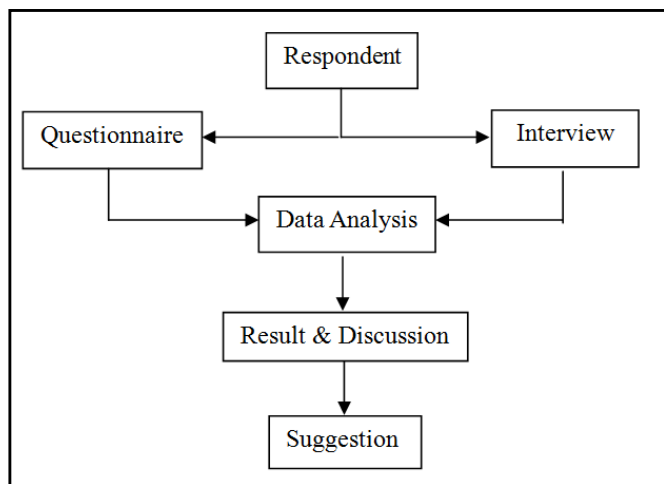 Respondent
Questionnaire
Interview
Data Analysis
Result & Discussion
Suggestion